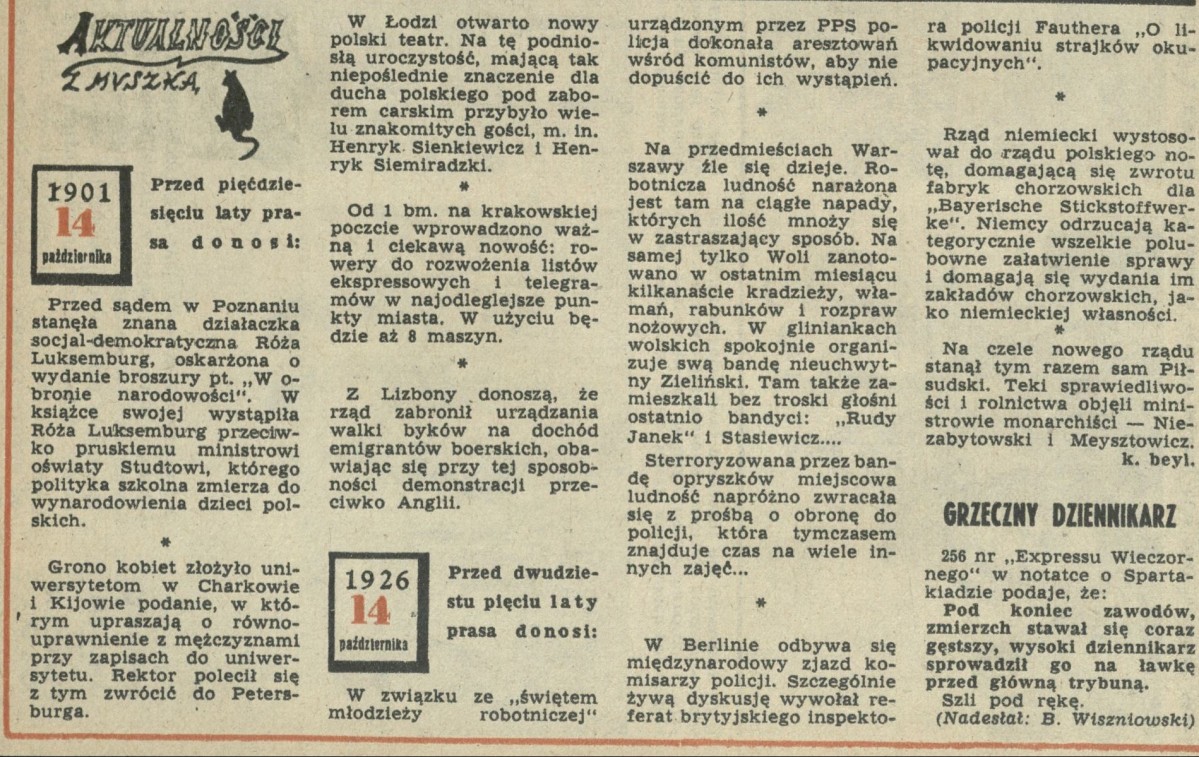 AKTUALNOŚCI
Z MYSZKĄ
1901
14
października
Przed pięćdzie-
sięciu laty pra-
sa donosi:
Przed sądem w Poznaniu
stanęła znana działaczka
socjal-demokratyczna Róża
Luksemburg, oskarżona o
wydanie broszury pt. „W o-
bronie narodowości". W
książce swojej wystąpiła
Róża Luksemburg przeciw-
ko pruskiemu ministrowi
oświaty Studtowi, którego
polityka szkolna zmierza do
wynarodowienia dzieci pol-
skich.
*
Grono kobiet złożyło uni-
wersytetom w Charkowie
i Kijowie podanie, w któ-
rym upraszają o równo-
uprawnienie z mężczyznami
przy zapisach do uniwer-
sytetu. Rektor polecił się
z tym zwrócić do Peters-
burga.
W Łodzi otwarto nowy
polski teatr. Na tę podnio-
słą uroczystość, mającą tak
niepoślednie znaczenie dla
ducha polskiego pod zabo-
rem carskim przybyło wie-
lu znakomitych gości, m. in.
Henryk Sienkiewicz i Hen-
ryk Siemiradzki.
*
Od 1 bm. na krakowskiej
poczcie wprowadzono waż-
ną i ciekawą nowość: ro-
wery do rozwożenia listów
ekspressowych i telegra-
mów w najodleglejsze pun-
kty miasta. W użyciu bę-
dzie aż 8 maszyn.
*
Z Lizbony donoszą, że
rząd zabronił urządzania
walki byków na dochód
emigrantów boerskich, oba-
wiając się przy tej sposob-
ności demonstracji prze-
ciwko Anglii.
1926
14
października
Przed dwudzie-
stu pięciu laty
prasa donosi:
W związku ze „świętem
młodzieży robotniczej"
urządzonym przez PPS po-
licja dokonała aresztowań
wśród komunistów, aby nie
dopuścić do ich wystąpień.
*
Na przedmieściach War-
szawy źle się dzieje. Ro-
botnicza ludność narażona
jest tam na ciągłe napady,
których ilość mnoży się
w zastraszający sposób. Na
samej tylko Woli zanoto-
wano w ostatnim miesiącu
kilkanaście kradzieży, wła-
mań, rabunków i rozpraw
nożowych. W gliniankach
wolskich spokojnie organi-
zuje swą bandę nieuchwyt-
ny Zieliński. Tam także za-
mieszkali bez troski głośni
ostatnio bandyci: „Rudy
Janek" i Stasiewicz....
Sterroryzowana przez ban-
dę opryszków miejscowa
ludność napróżno zwracała
się z prośbą o obronę do
policji, która tymczasem
znajduje czas na wiele in-
nych zajęć...
*
W Berlinie odbywa się
międzynarodowy zjazd ko-
misarzy policji. Szczególnie
żywą dyskusję wywołał re-
ferat brytyjskiego inspekto-
ra policji Fauthera „O li-
kwidowaniu strajków oku-
pacyjnych".
*
Rząd niemiecki wystoso-
wał do rządu polskiego no-
tę, domagającą się zwrotu
fabryk chorzowskich dla
„Bayerische Stickstoffwer-
ke". Niemcy odrzucają ka-
tegorycznie wszelkie polu-
bowne załatwienie sprawy
i domagają się wydania im
zakładów chorzowskich, ja-
ko niemieckiej własności.
*
Na czele nowego rządu
stanął tym razem sam Pił-
sudski. Teki sprawiedliwo-
ści i rolnictwa objęli mini-
strowie monarchiści — Nie-
zabytowski i Meysztowicz.
k. beyl.
GRZECZNY DZIENNIKARZ
256 nr „Expressu Wieczor-
nego" w notatce o Sparta-
kiadzie podaje, że:
Pod koniec zawodów,
zmierzch stawał się coraz
gęstszy, wysoki dziennikarz
sprowadził go na ławkę
przed główną trybuną.
Szli pod rękę.
(Nadesłał: B. Wiszniowski)